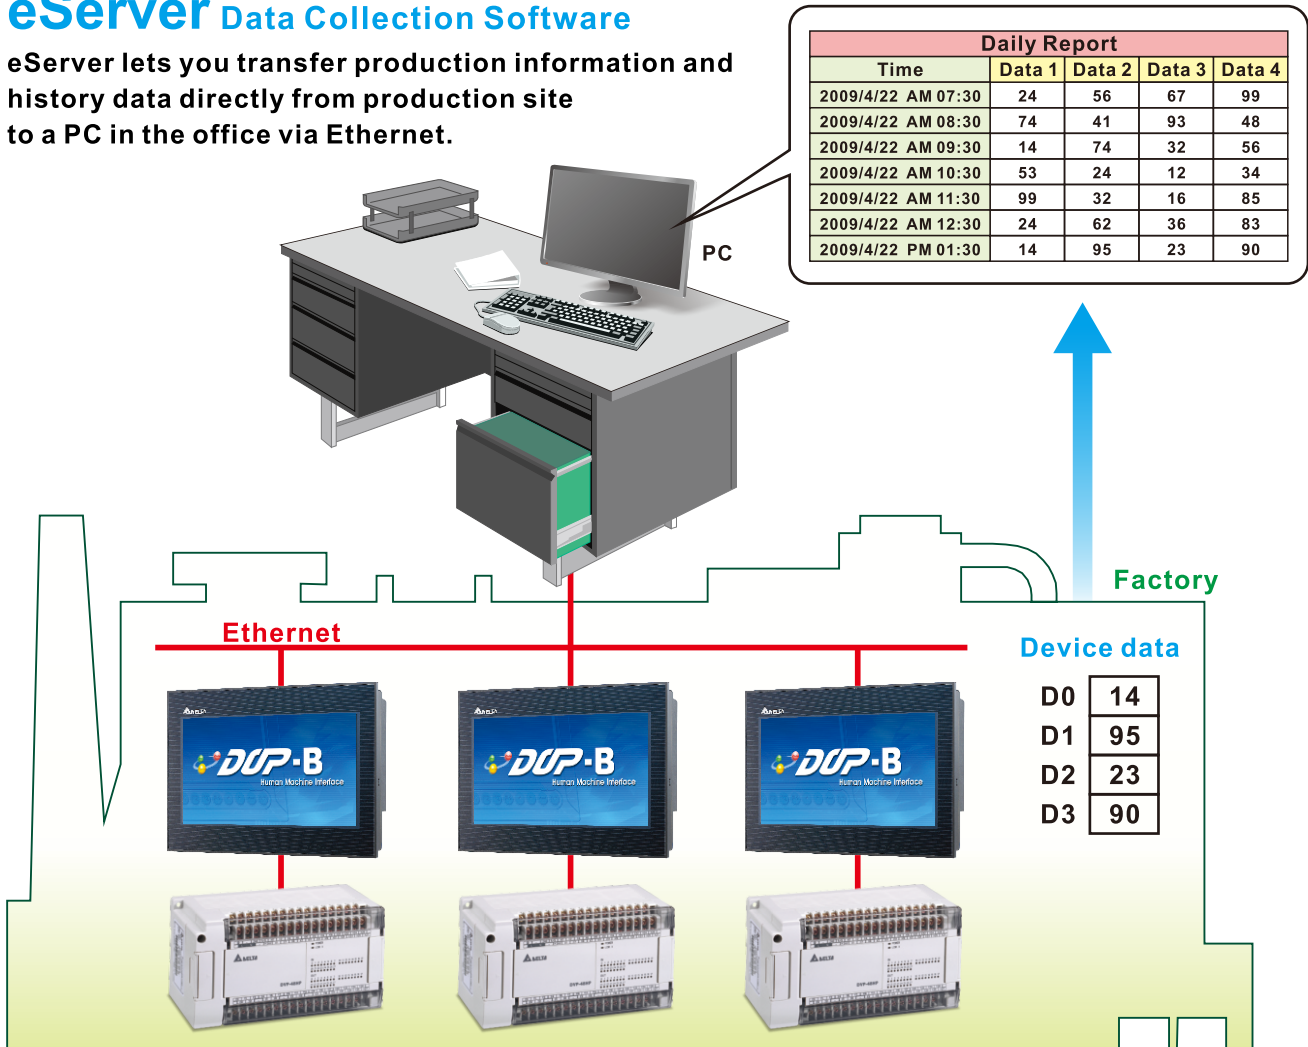 eServer Data Collection Software
eServer lets you transfer production information and
history data directly from production site
to a PC in the office via Ethernet.
Daily Report
Time Data 1 Data 2 Data 3 Data 4
2009/4/22 AM 07:30 24 56 67 99
2009/4/22 AM 08:30 74 41 93 48
2009/4/22 AM 09:30 14 74 32 56
2009/4/22 AM 10:30 53 24 12 34
2009/4/22 AM 11:30 99 32 16 85
2009/4/22 AM 12:30 24 62 36 83
2009/4/22 PM 01:30 14 95 23 90
PC
Factory
Ethernet
Device data
D0 14
D1 95
D2 23
D3 90
DELTA DELTA DELTA
DOP-B DOP-B DOP-B
Human Machine Interface Human Machine Interface Human Machine Interface
DELTA DELTA DELTA